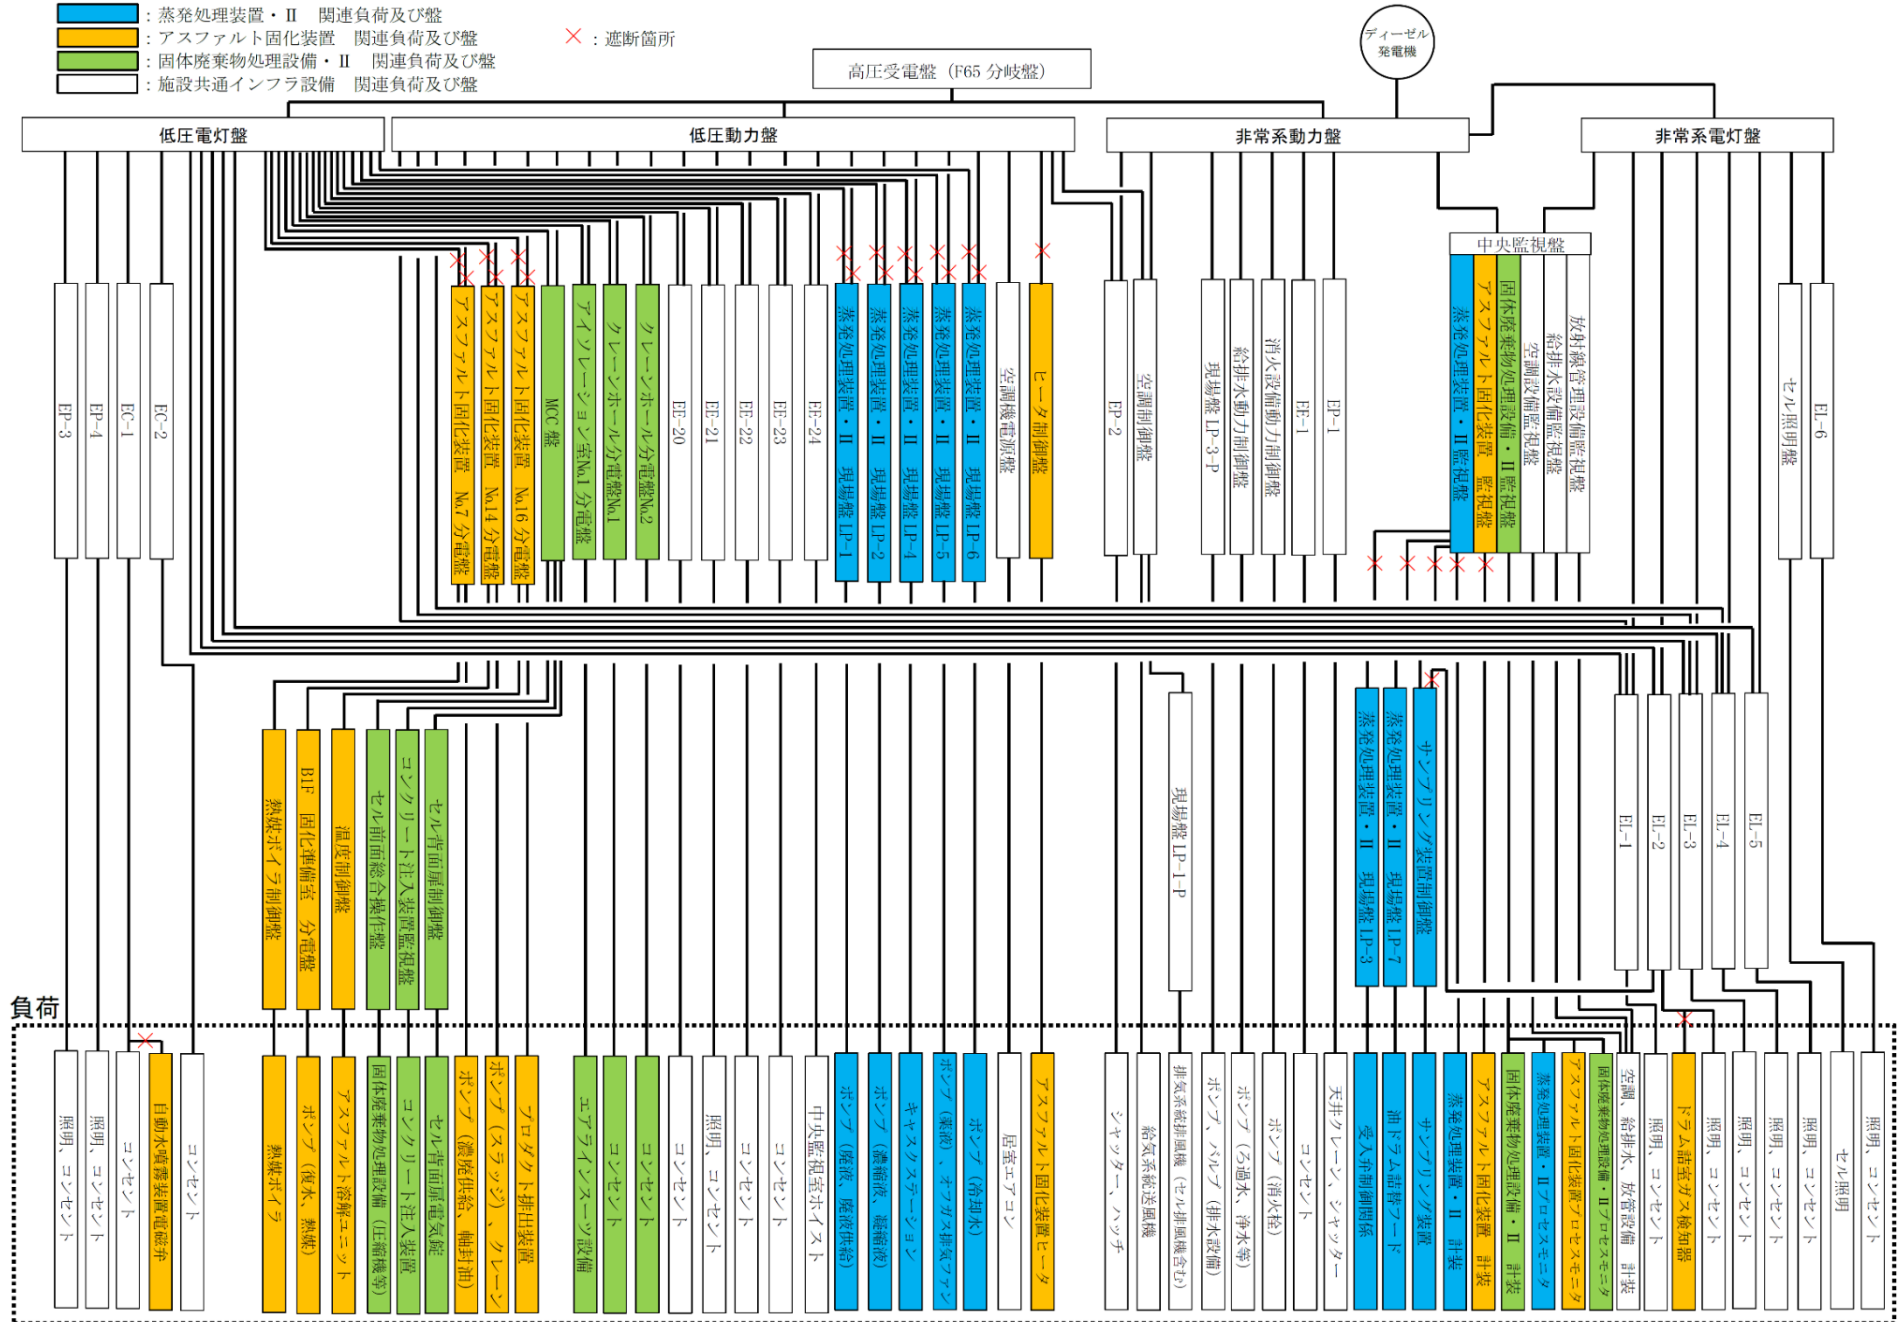 ：蒸発処理装置・Ⅱ　関連負荷及び盤
：アスファルト固化装置　関連負荷及び盤
：固体廃棄物処理設備・Ⅱ　関連負荷及び盤
：施設共通インフラ設備　関連負荷及び盤
×：遮断箇所
高圧受電盤（F65 分岐盤）
ディーゼル
発電機
低圧電灯盤
低圧動力盤
非常系動力盤
非常系電灯盤
中央監視盤
EP-3
EP-4
EC-1
EC-2
アスファルト固化装置　No.7 分電盤
アスファルト固化装置　No.14 分電盤
アスファルト固化装置　No.16 分電盤
MCC 盤
アイソレーション室No.1 分電盤
クレーンホール分電盤No.1
クレーンホール分電盤No.2
EE-20
EE-21
EE-22
EE-23
EE-24
蒸発処理装置・Ⅱ　現場盤 LP-1
蒸発処理装置・Ⅱ　現場盤 LP-2
蒸発処理装置・Ⅱ　現場盤 LP-4
蒸発処理装置・Ⅱ　現場盤 LP-5
蒸発処理装置・Ⅱ　現場盤 LP-6
空調機電源盤
ヒータ制御盤
EP-2
空調制御盤
現場盤 LP-3-P
給排水動力制御盤
消火設備動力制御盤
EE-1
EP-1
蒸発処理装置・Ⅱ監視盤
アスファルト固化装置　監視盤
固体廃棄物処理設備・Ⅱ監視盤
空調設備監視盤
給排水設備監視盤
放射線管理設備監視盤
セル照明盤
EL-6
熱媒ボイラ制御盤
B1F　固化準備室　分電盤
温度制御盤
セル前面総合操作盤
コンクリート注入装置監視盤
セル背面扉制御盤
現場盤 LP-1-P
蒸発処理装置・Ⅱ　現場盤 LP-3
蒸発処理装置・Ⅱ　現場盤 LP-7
サンプリング装置制御盤
EL-1
EL-2
EL-3
EL-4
EL-5
負荷
照明、コンセント
照明、コンセント
コンセント
自動水噴霧装置電磁弁
コンセント
熱媒ボイラ
ポンプ（復水、熱媒）
アスファルト溶解ユニット
固体廃棄物処理設備（圧縮機等）
コンクリート注入装置
セル背面扉電気錠
ポンプ（濃廃供給、軸封油）
ポンプ（スラッジ）、クレーン
プロダクト排出装置
エアラインスーツ設備
コンセント
コンセント
コンセント
照明、コンセント
コンセント
コンセント
中央監視室ホイスト
ポンプ（廃液、廃液供給）
ポンプ（濃縮液、凝縮液）
キャスクステーション
ポンプ（薬液）、オフガス排気ファン
ポンプ（冷却水）
居室エアコン
アスファルト固化装置ヒータ
シャッター、ハッチ
給気系統送風機
排気系統排風機（セル排風機含む）
ポンプ、バルブ（排水設備）
ポンプ（ろ過水、浄水等）
ポンプ（消火栓）
コンセント
天井クレーン、シャッター
受入弁制御関係
油ドラム詰替フード
サンプリング装置
蒸発処理装置・Ⅱ　計装
アスファルト固化装置　計装
固体廃棄物処理設備・Ⅱ　計装
蒸発処理装置・Ⅱプロセスモニタ
アスファルト固化装置プロセスモニタ
固体廃棄物処理設備・Ⅱプロセスモニタ
空調、給排水、放管設備　計装
照明、コンセント
ドラム詰室ガス検知器
照明、コンセント
照明、コンセント
照明、コンセント
照明、コンセント
セル照明
照明、コンセント